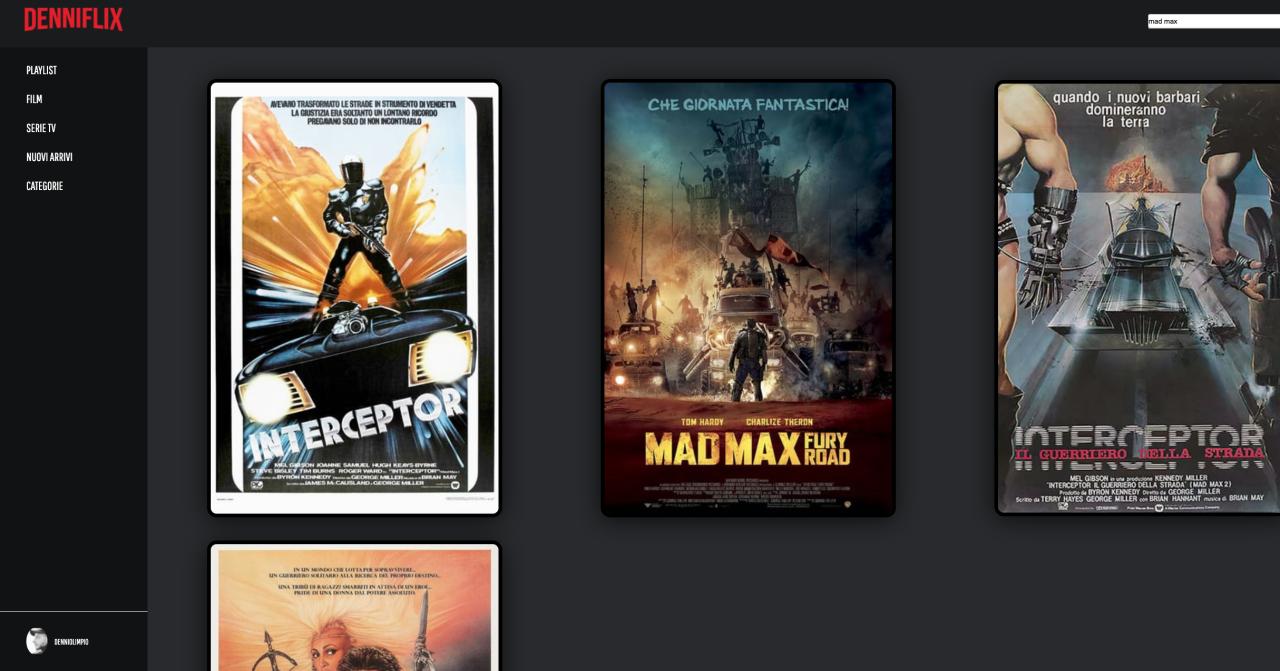 DENNIFLIX
mad max
PLAYLIST
FILM
SERIE TV
NUOVI ARRIVI
CATEGORIE
AVEVANO TRASFORMATO LE STRADE IN STRUMENTO DI VENDETTA
LA GIUSTIZIA ERA SOLTANTO UN LONTANO RICORDO
PREGAVANO SOLO DI NON INCONTRARLO
INTERCEPTOR
MEL GIBSON JOANNE SAMUEL HUGH KEAYS-BYRNE
STEVE BISLEY TIM BURNS ROGER WARD in "INTERCEPTOR"
BYRON KENNEDY GEORGE MILLER BRIAN MAY
JAMES McCAUSLAND GEORGE MILLER
CHE GIORNATA FANTASTICA!
TOM HARDY CHARLIZE THERON
MAD MAX FURY
ROAD
quando i nuovi barbari
domineranno
la terra
INTERCEPTOR
IL GUERRIERO DELLA STRADA
MEL GIBSON in una produzione KENNEDY MILLER
"INTERCEPTOR IL GUERRIERO DELLA STRADA" (MAD MAX 2)
Prodotto da BYRON KENNEDY Diretto da GEORGE MILLER
Scritto da TERRY HAYES GEORGE MILLER con BRIAN HANNANT musica di BRIAN MAY
IN UN MONDO CHE LOTTA PER SOPRAVVIVERE...
UN GUERRIERO SOLITARIO ALLA RICERCA DEL PROPRIO DESTINO...
UNA TRIBÙ DI RAGAZZI SMARRITI IN ATTESA DI UN EROE...
PREDE DI UNA DONNA DAL POTERE ASSOLUTO.
DENNIOLIMPIO